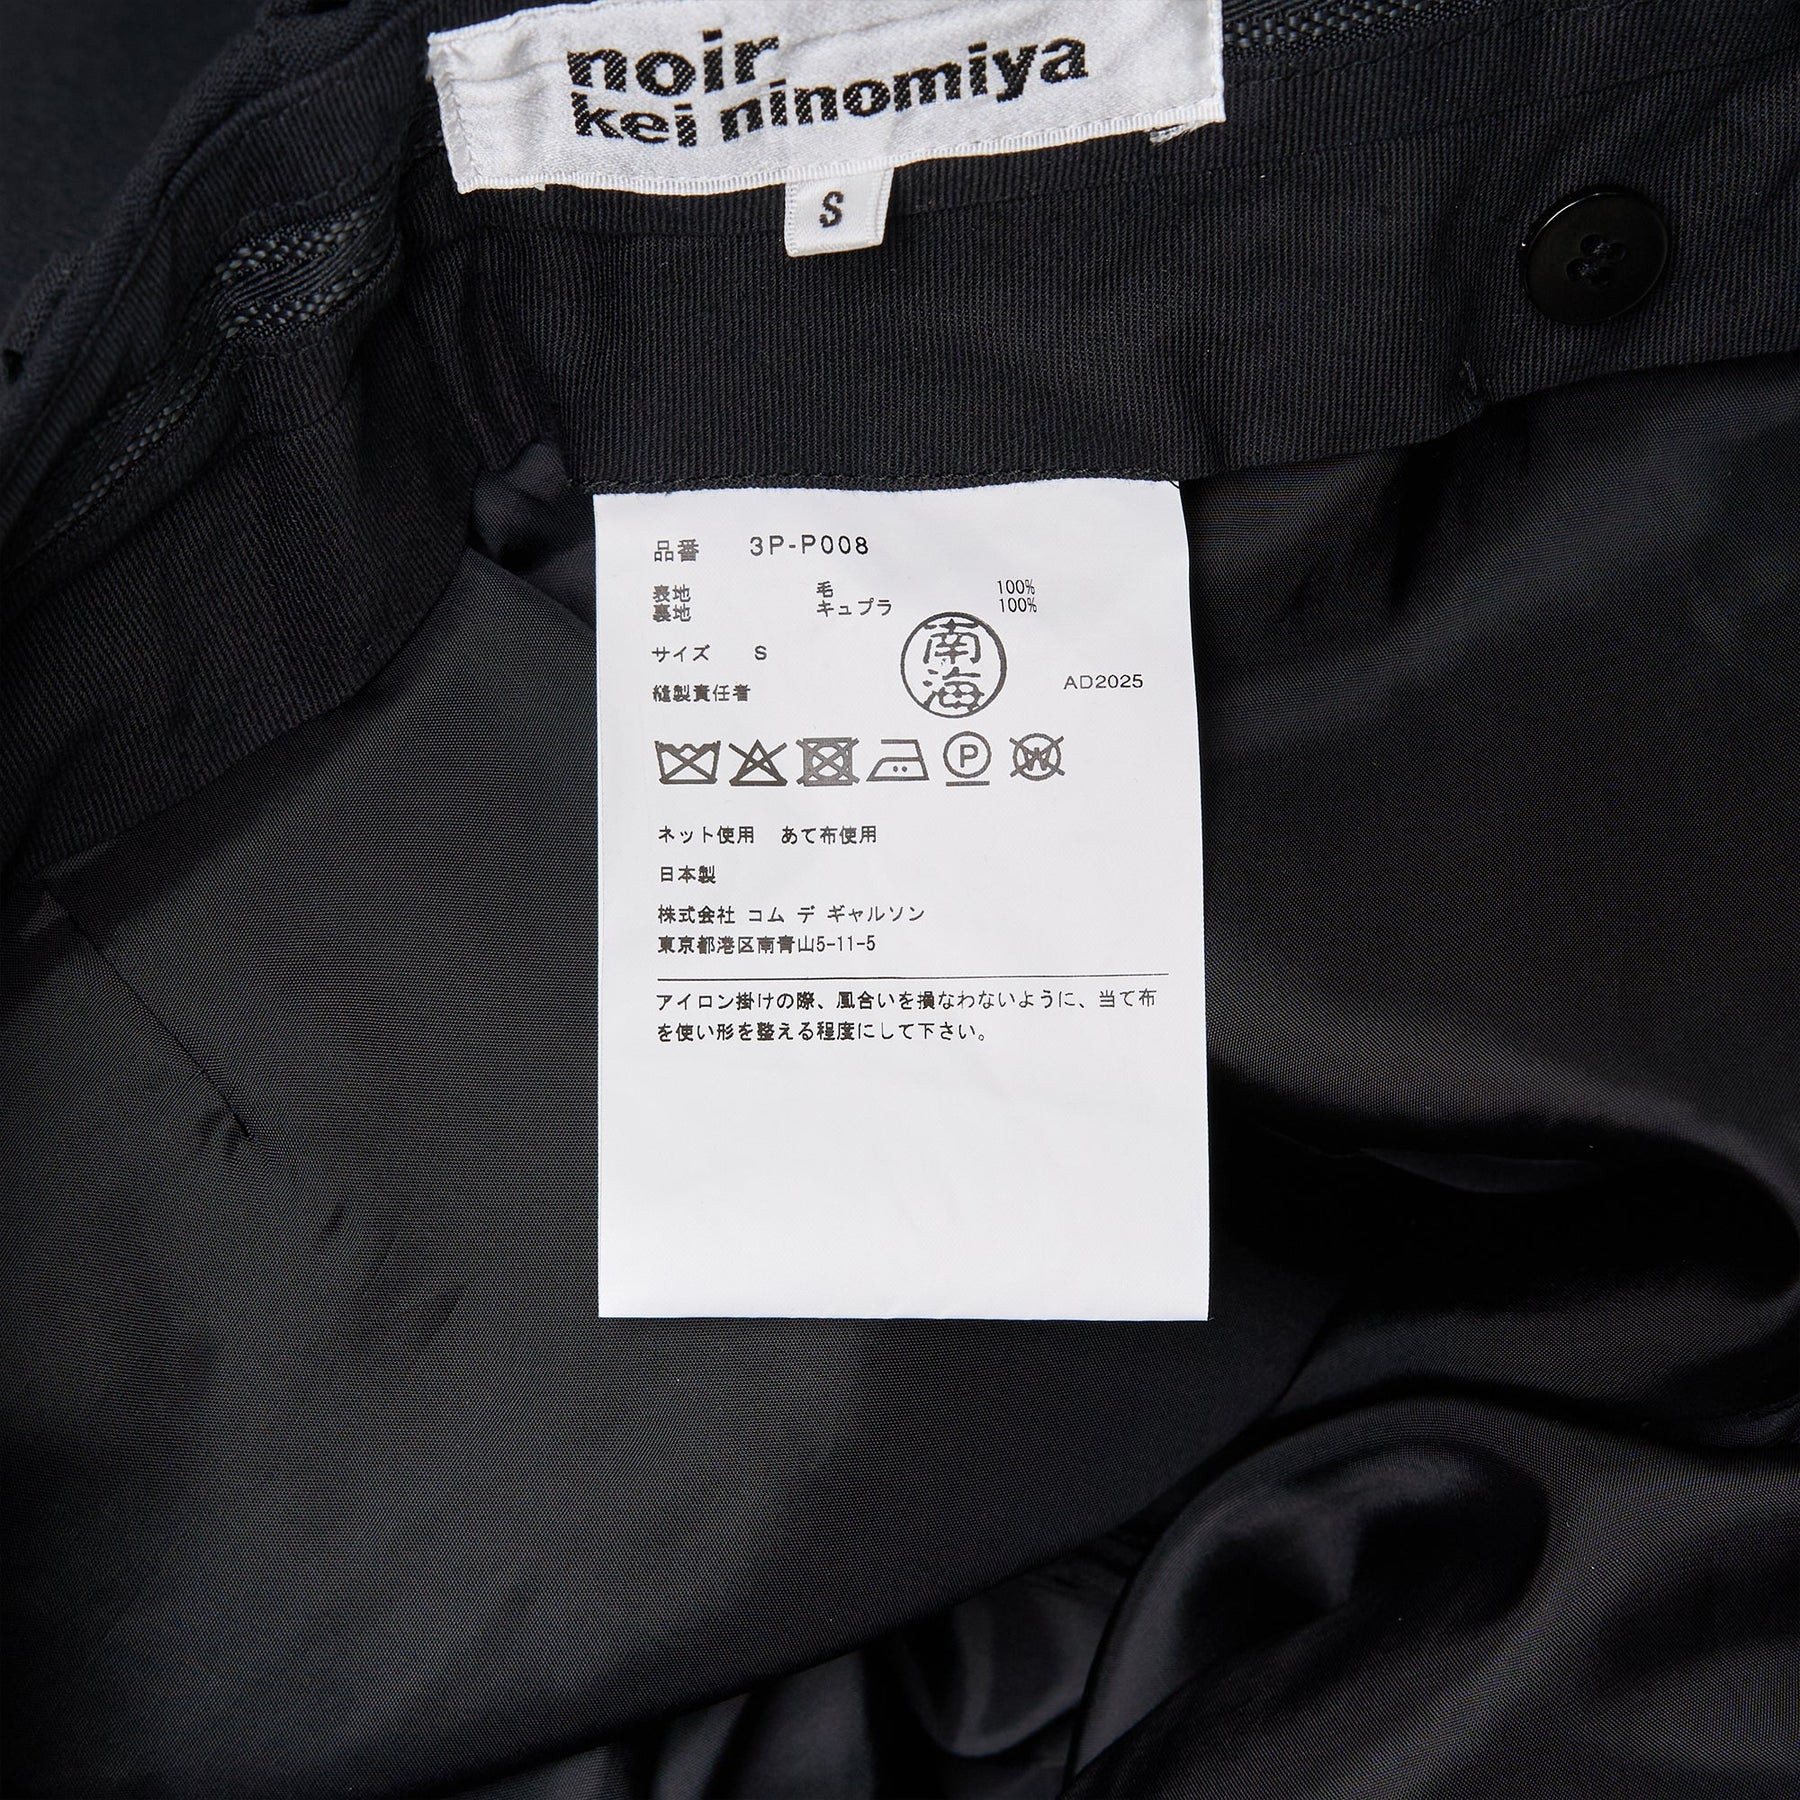 noir
kei ninomiya
S
品番 3P-P008
表地 毛 100%
裏地 キュプラ 100%
サイズ S
縫製責任者 南海 AD2025
P W
ネット使用 あて布使用
日本製
株式会社 コム デ ギャルソン
東京都港区南青山5-11-5
アイロン掛けの際、風合いを損なわないように、当て布
を使い形を整える程度にして下さい。